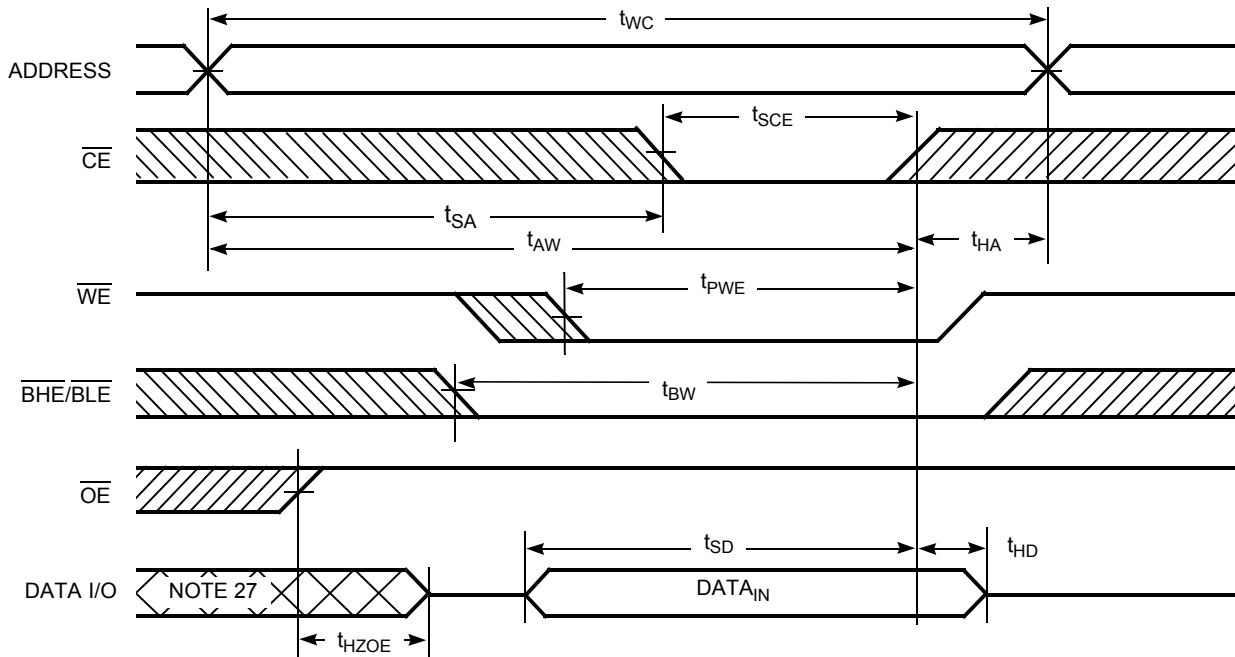 tWC
ADDRESS
tSCE
CE
tSA
tAW
tHA
tPWE
WE
BHE/BLE
tBW
OE
tSD
tHD
DATA I/O
NOTE 27
DATAIN
tHZOE